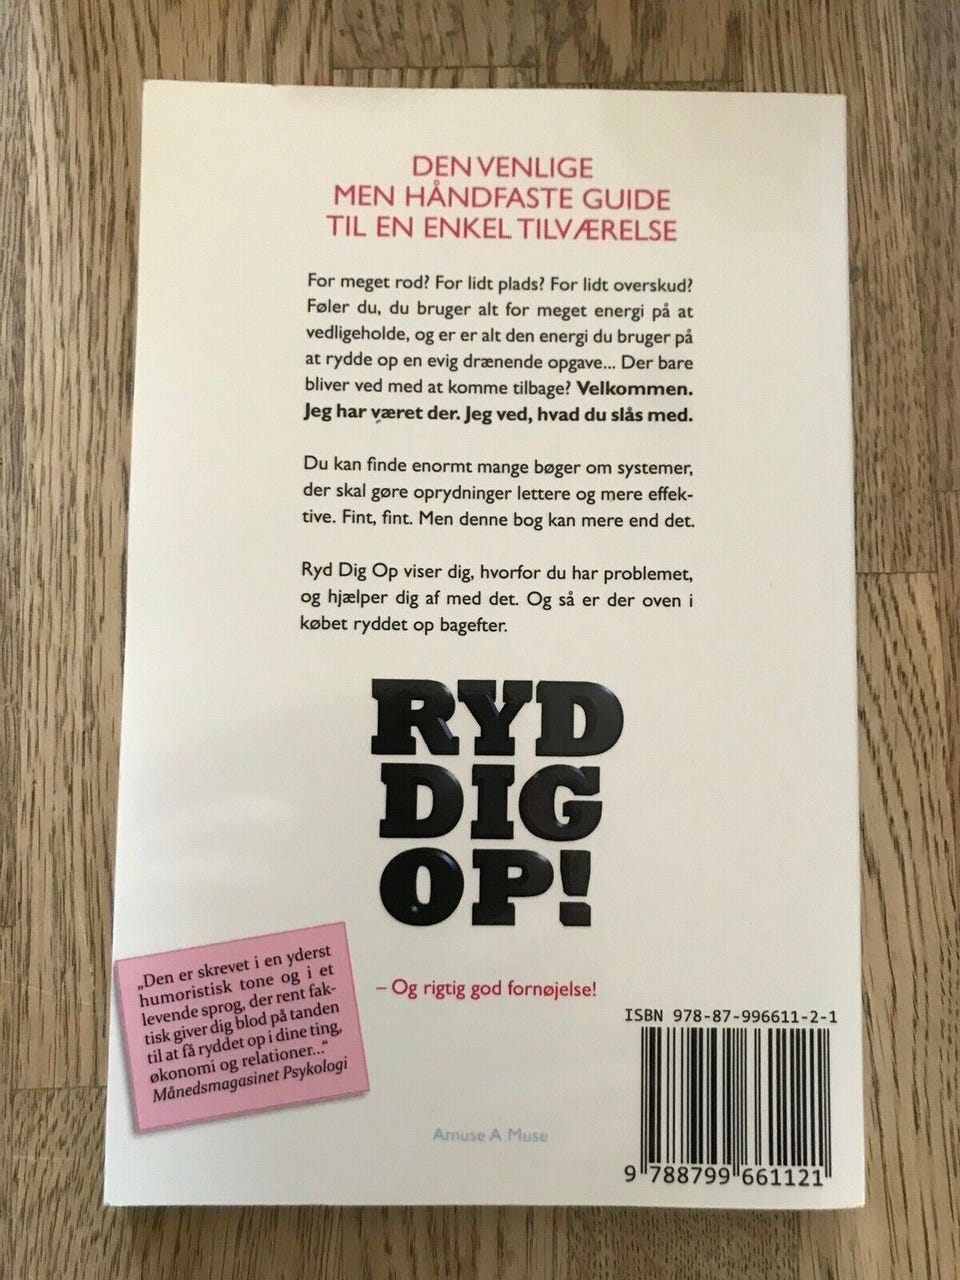 DEN VENLIGE
MEN HÅNDFASTE GUIDE
TIL EN ENKEL TILVÆRELSE
For meget rod? For lidt plads? For lidt overskud?
Føler du, du bruger alt for meget energi på at
vedligeholde, og er er alt den energi du bruger på
at rydde op en evig drænende opgave... Der bare
bliver ved med at komme tilbage? Velkommen.
Jeg har været der. Jeg ved, hvad du slås med.
Du kan finde enormt mange bøger om systemer,
der skal gøre oprydninger lettere og mere effek-
tive. Fint, fint. Men denne bog kan mere end det.
Ryd Dig Op viser dig, hvorfor du har problemet,
og hjælper dig af med det. Og så er der oven i
købet ryddet op bagefter.
RYD
DIG
OP!
– Og rigtig god fornøjelse!
„Den er skrevet i en yderst
humoristisk tone og i et
levende sprog, der rent fak-
tisk giver dig blod på tanden
til at få ryddet op i dine ting,
økonomi og relationer..."
Månedsmagasinet Psykologi
Amuse A Muse
ISBN 978-87-996611-2-1
9 788799 661121